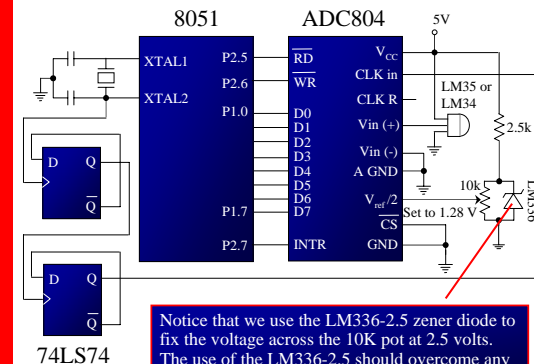 8051 ADC804
5V
XTAL1 P2.5 RD VCC
CLK in
XTAL2 P2.6 WR
LM35 or
LM34
P1.0 D0 CLK R
D1 Vin (+)
2.5k
D2
D3 Vin (-)
D4 A GND
D5
D6 Vref /2 10k LM336
P1.7 D7 Set to 1.28 V
CS
P2.7 INTR GND
D Q
Q
D Q
Q
74LS74
Notice that we use the LM336-2.5 zener diode to
fix the voltage across the 10K pot at 2.5 volts.
The use of the LM336-2.5 should overcome any